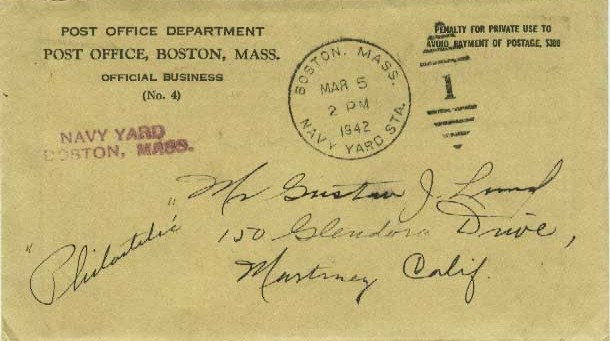 POST OFFICE DEPARTMENT
POST OFFICE, BOSTON, MASS.
OFFICIAL BUSINESS
(No. 4)
PENALTY FOR PRIVATE USE TO
AVOID PAYMENT OF POSTAGE, $300
BOSTON, MASS.
MAR 5
2 PM
1942
NAVY YARD STA.
1
NAVY YARD
BOSTON, MASS.
Mr Gustav J. Lund
150 Glendora Drive,
"Philatelic"
Martinez Calif.